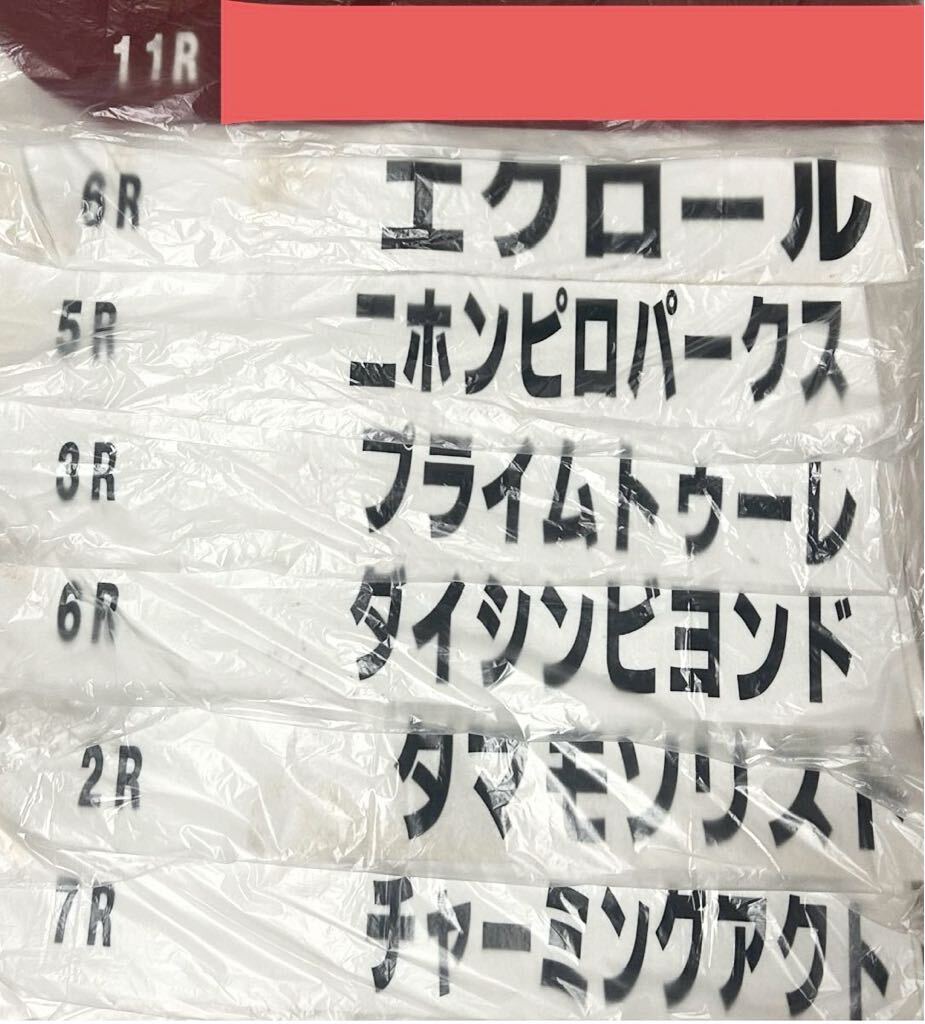 11R
6R エクロール
5R ニホンピロパークス
3R プライムトゥーレ
6R ダイシンビヨンド
2R タマモソリスト
7R チャーミングアクト